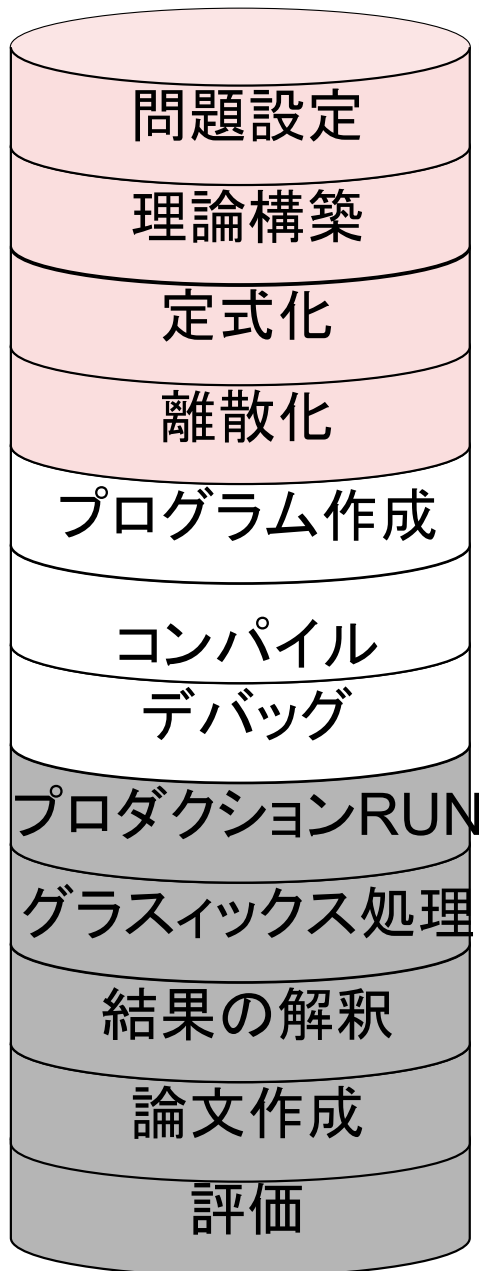 問題設定
理論構築
定式化
離散化
プログラム作成
コンパイル
デバッグ
プロダクションRUN
グラスィックス処理
結果の解釈
論文作成
評価